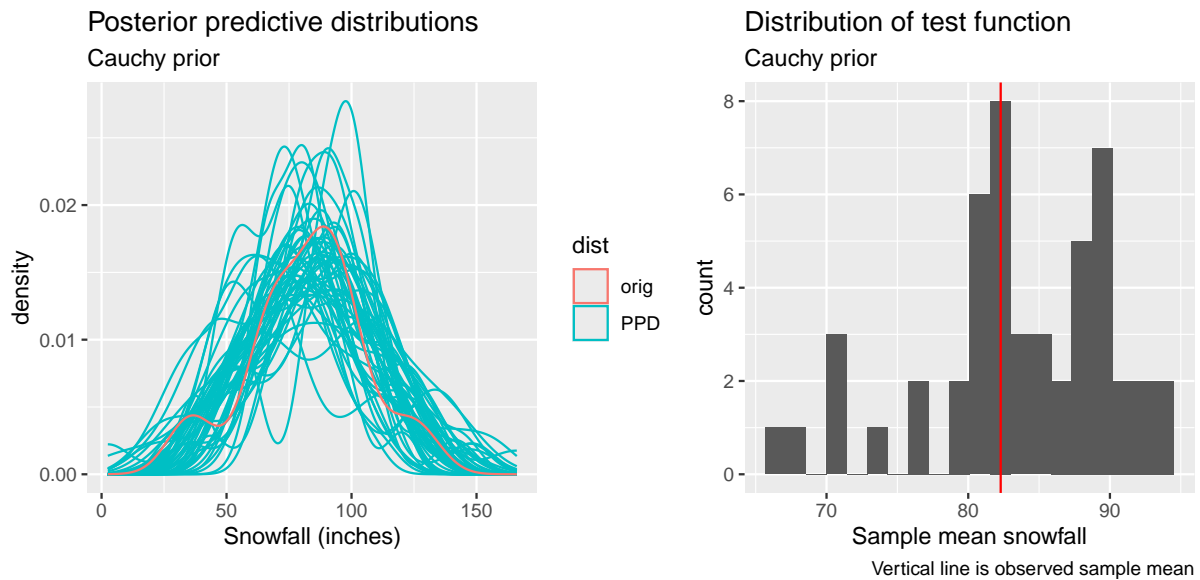 Posterior predictive distributions
Cauchy prior
density
0.02
0.01
0.00
0
50
100
150
Snowfall (inches)
dist
orig
PPD
Distribution of test function
Cauchy prior
count
8
6
4
2
0
70
80
90
Sample mean snowfall
Vertical line is observed sample mean